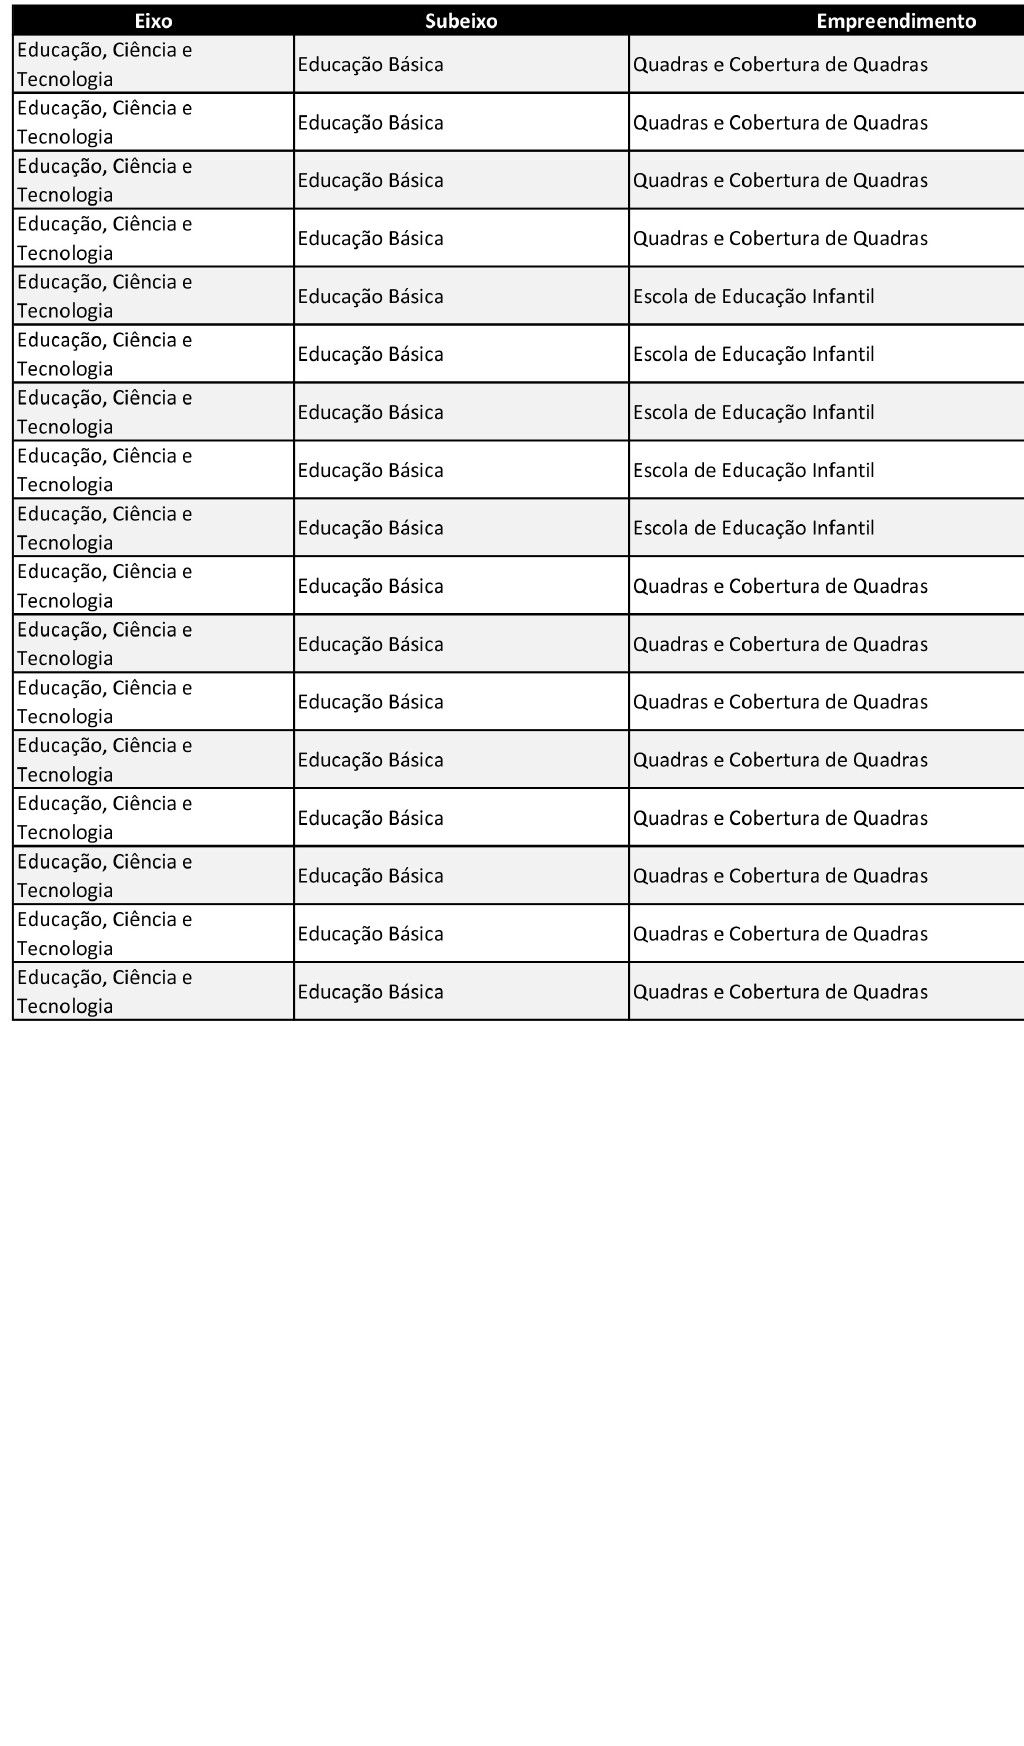 Eixo Subeixo Empreendimento
Educação, Ciência e
Tecnologia
Educação Básica
Quadras e Cobertura de Quadras
Educação, Ciência e
Tecnologia
Educação Básica
Quadras e Cobertura de Quadras
Educação, Ciência e
Tecnologia
Educação Básica
Quadras e Cobertura de Quadras
Educação, Ciência e
Tecnologia
Educação Básica
Quadras e Cobertura de Quadras
Educação, Ciência e
Tecnologia
Educação Básica
Escola de Educação Infantil
Educação, Ciência e
Tecnologia
Educação Básica
Escola de Educação Infantil
Educação, Ciência e
Tecnologia
Educação Básica
Escola de Educação Infantil
Educação, Ciência e
Tecnologia
Educação Básica
Escola de Educação Infantil
Educação, Ciência e
Tecnologia
Educação Básica
Escola de Educação Infantil
Educação, Ciência e
Tecnologia
Educação Básica
Quadras e Cobertura de Quadras
Educação, Ciência e
Tecnologia
Educação Básica
Quadras e Cobertura de Quadras
Educação, Ciência e
Tecnologia
Educação Básica
Quadras e Cobertura de Quadras
Educação, Ciência e
Tecnologia
Educação Básica
Quadras e Cobertura de Quadras
Educação, Ciência e
Tecnologia
Educação Básica
Quadras e Cobertura de Quadras
Educação, Ciência e
Tecnologia
Educação Básica
Quadras e Cobertura de Quadras
Educação, Ciência e
Tecnologia
Educação Básica
Quadras e Cobertura de Quadras
Educação, Ciência e
Tecnologia
Educação Básica
Quadras e Cobertura de Quadras